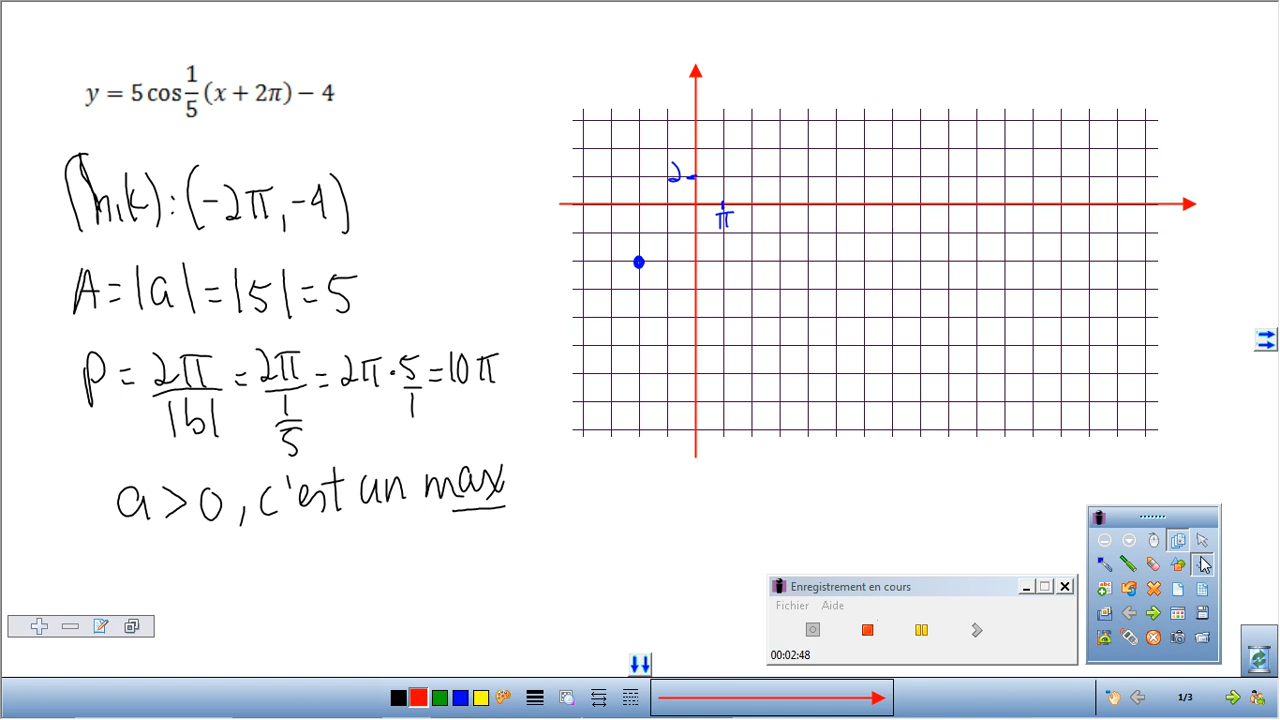 y = 5 cos 1/5 (x + 2π) − 4
(h,k) : (-2π, -4)
A = |a| = |5| = 5
P = 2π/|b| = 2π/(1/5) = 2π · 5/1 = 10π
a > 0, c'est un max
2
π
Enregistrement en cours
Fichier Aide
00:02:48
1/3